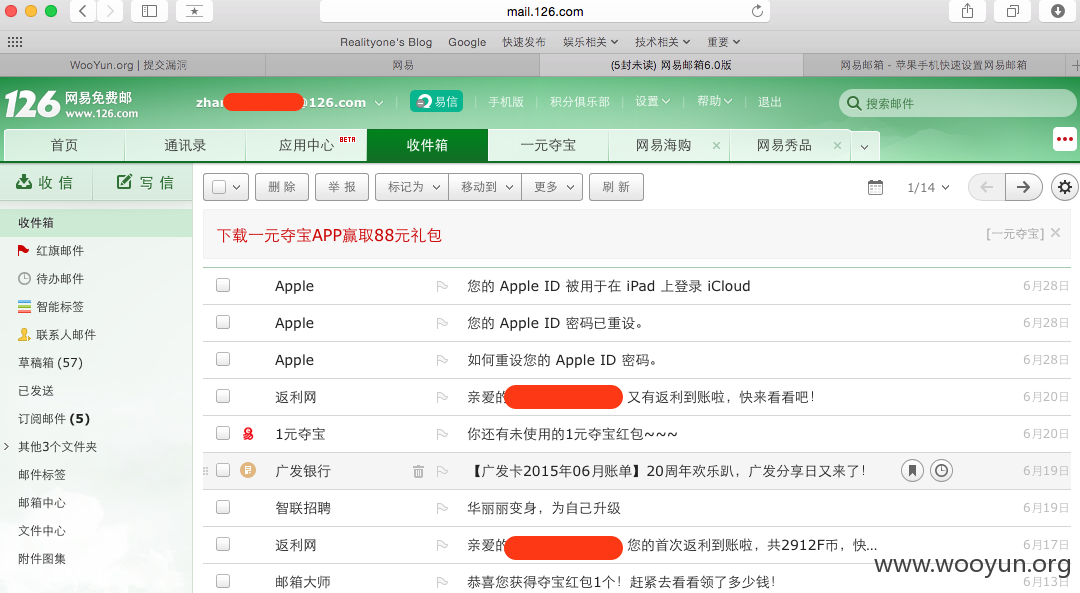 mail.126.com
Realityone's Blog Google 快速发布 娱乐相关 技术相关 重要
WooYun.org | 提交漏洞 网易 (5封未读) 网易邮箱6.0版 网易邮箱 - 苹果手机快速设置网易邮箱
126 网易免费邮 www.126.com zhar @126.com 易信 手机版 积分俱乐部 设置 帮助 退出 搜索邮件
首页 通讯录 应用中心 BETA 收件箱 一元夺宝 网易海购 × 网易秀品 ×
收信 写信 删除 举报 标记为 移动到 更多 刷新 1/14
收件箱
红旗邮件
待办邮件
智能标签
联系人邮件
草稿箱 (57)
已发送
订阅邮件 (5)
其他3个文件夹
邮件标签
邮箱中心
文件中心
附件图集
下载一元夺宝APP赢取88元礼包 [一元夺宝] ×
Apple 您的 Apple ID 被用于在 iPad 上登录 iCloud 6月28日
Apple 您的 Apple ID 密码已重设。 6月28日
Apple 如何重设您的 Apple ID 密码。 6月28日
返利网 亲爱的 又有返利到账啦，快来看看吧！ 6月20日
1元夺宝 你还有未使用的1元夺宝红包~~~ 6月20日
广发银行 【广发卡2015年06月账单】20周年欢乐趴，广发分享日又来了！ 6月19日
智联招聘 华丽丽变身，为自己升级 6月19日
返利网 亲爱的 您的首次返利到账啦，共2912F币，快... 6月17日
邮箱大师 恭喜您获得夺宝红包1个！赶紧去看看领了多少钱！ 6月13日
www.wooyun.org